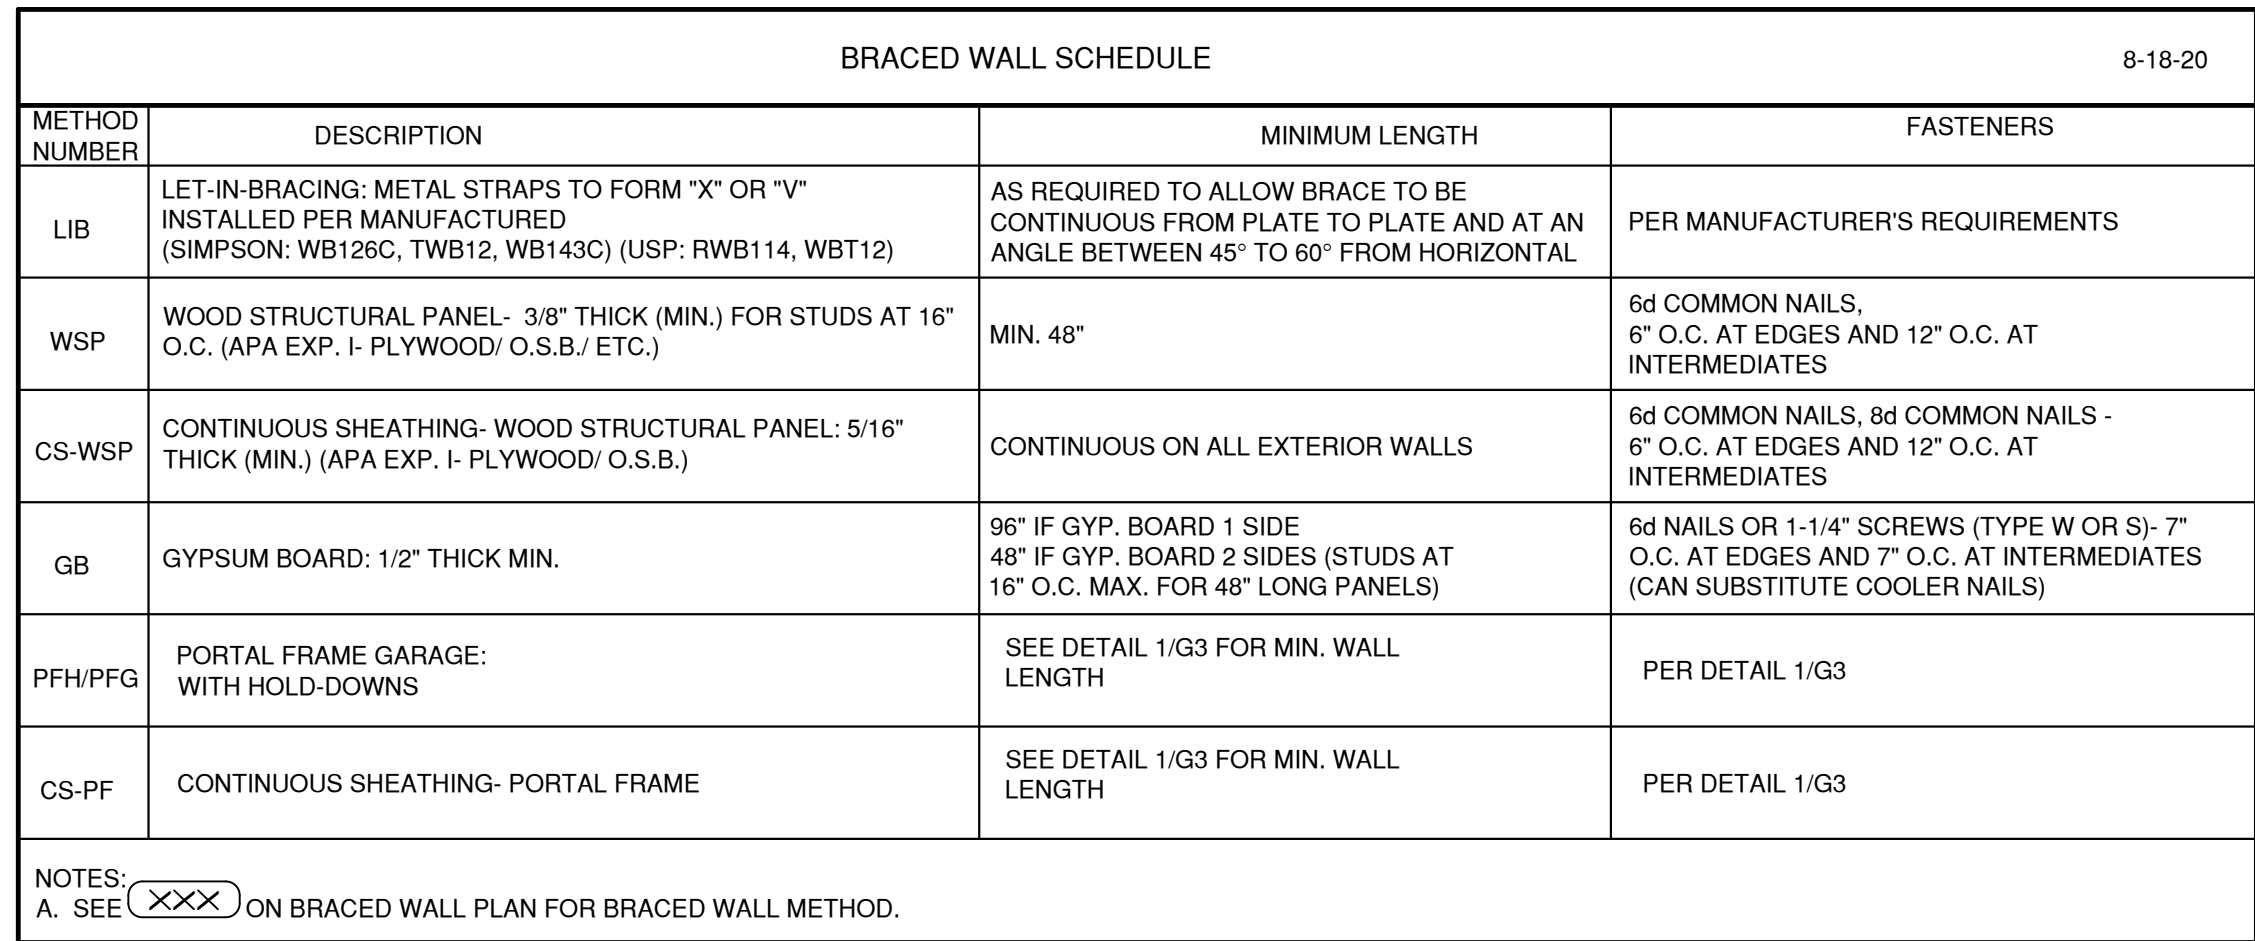 BRACED WALL SCHEDULE
8-18-20
METHOD
NUMBER
DESCRIPTION
MINIMUM LENGTH
FASTENERS
LIB
LET-IN-BRACING: METAL STRAPS TO FORM "X" OR "V"
INSTALLED PER MANUFACTURED
(SIMPSON: WB126C, TWB12, WB143C) (USP: RWB114, WBT12)
AS REQUIRED TO ALLOW BRACE TO BE
CONTINUOUS FROM PLATE TO PLATE AND AT AN
ANGLE BETWEEN 45° TO 60° FROM HORIZONTAL
PER MANUFACTURER'S REQUIREMENTS
WSP
WOOD STRUCTURAL PANEL-  3/8" THICK (MIN.) FOR STUDS AT 16"
O.C. (APA EXP. I- PLYWOOD/ O.S.B./ ETC.)
MIN. 48"
6d COMMON NAILS,
6" O.C. AT EDGES AND 12" O.C. AT
INTERMEDIATES
CS-WSP
CONTINUOUS SHEATHING- WOOD STRUCTURAL PANEL: 5/16"
THICK (MIN.) (APA EXP. I- PLYWOOD/ O.S.B.)
CONTINUOUS ON ALL EXTERIOR WALLS
6d COMMON NAILS, 8d COMMON NAILS -
6" O.C. AT EDGES AND 12" O.C. AT
INTERMEDIATES
GB
GYPSUM BOARD: 1/2" THICK MIN.
96" IF GYP. BOARD 1 SIDE
48" IF GYP. BOARD 2 SIDES (STUDS AT
16" O.C. MAX. FOR 48" LONG PANELS)
6d NAILS OR 1-1/4" SCREWS (TYPE W OR S)- 7"
O.C. AT EDGES AND 7" O.C. AT INTERMEDIATES
(CAN SUBSTITUTE COOLER NAILS)
PFH/PFG
PORTAL FRAME GARAGE:
WITH HOLD-DOWNS
SEE DETAIL 1/G3 FOR MIN. WALL
LENGTH
PER DETAIL 1/G3
CS-PF
CONTINUOUS SHEATHING- PORTAL FRAME
SEE DETAIL 1/G3 FOR MIN. WALL
LENGTH
PER DETAIL 1/G3
NOTES:
A.  SEE XXX ON BRACED WALL PLAN FOR BRACED WALL METHOD.